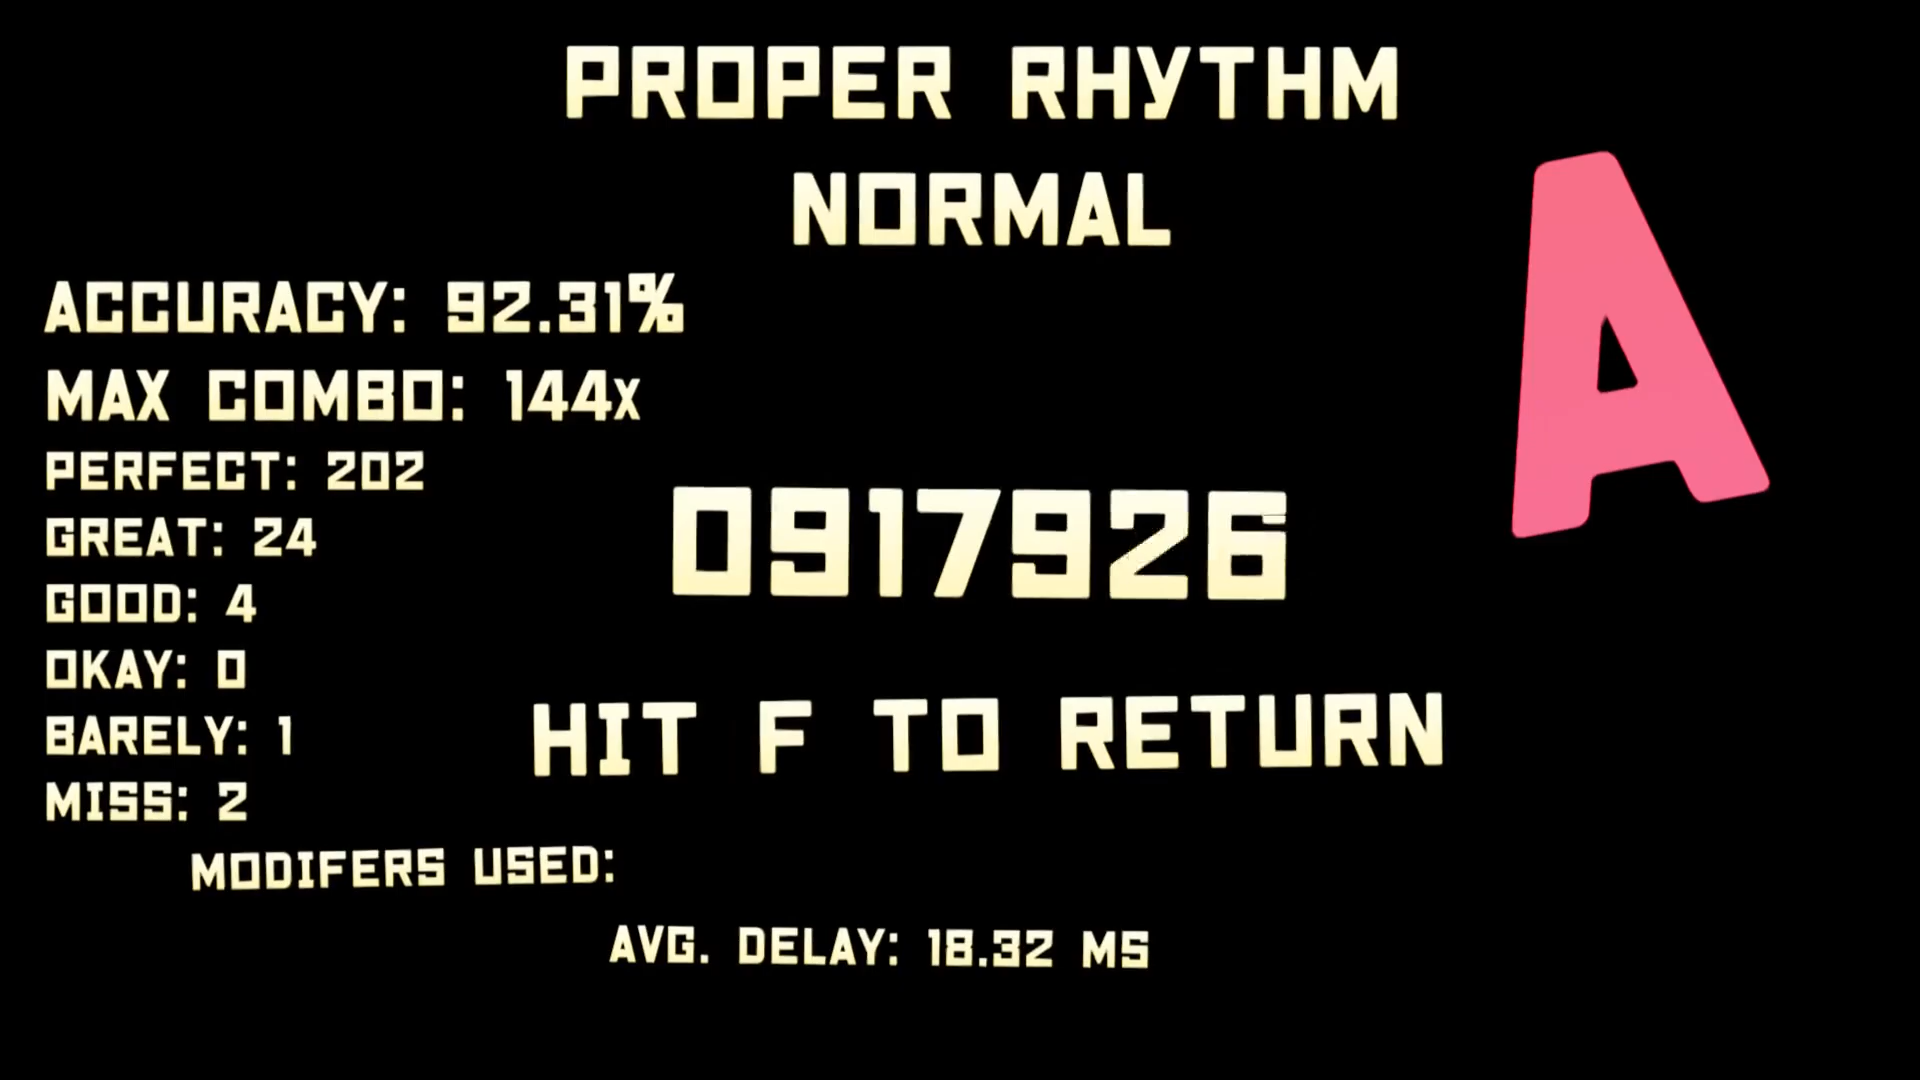 PROPER RHYTHM
NORMAL
A
ACCURACY: 92.31%
MAX COMBO: 144x
PERFECT: 202
GREAT: 24
GOOD: 4
OKAY: 0
BARELY: 1
MISS: 2
0917926
HIT F TO RETURN
MODIFERS USED:
AVG. DELAY: 18.32 MS